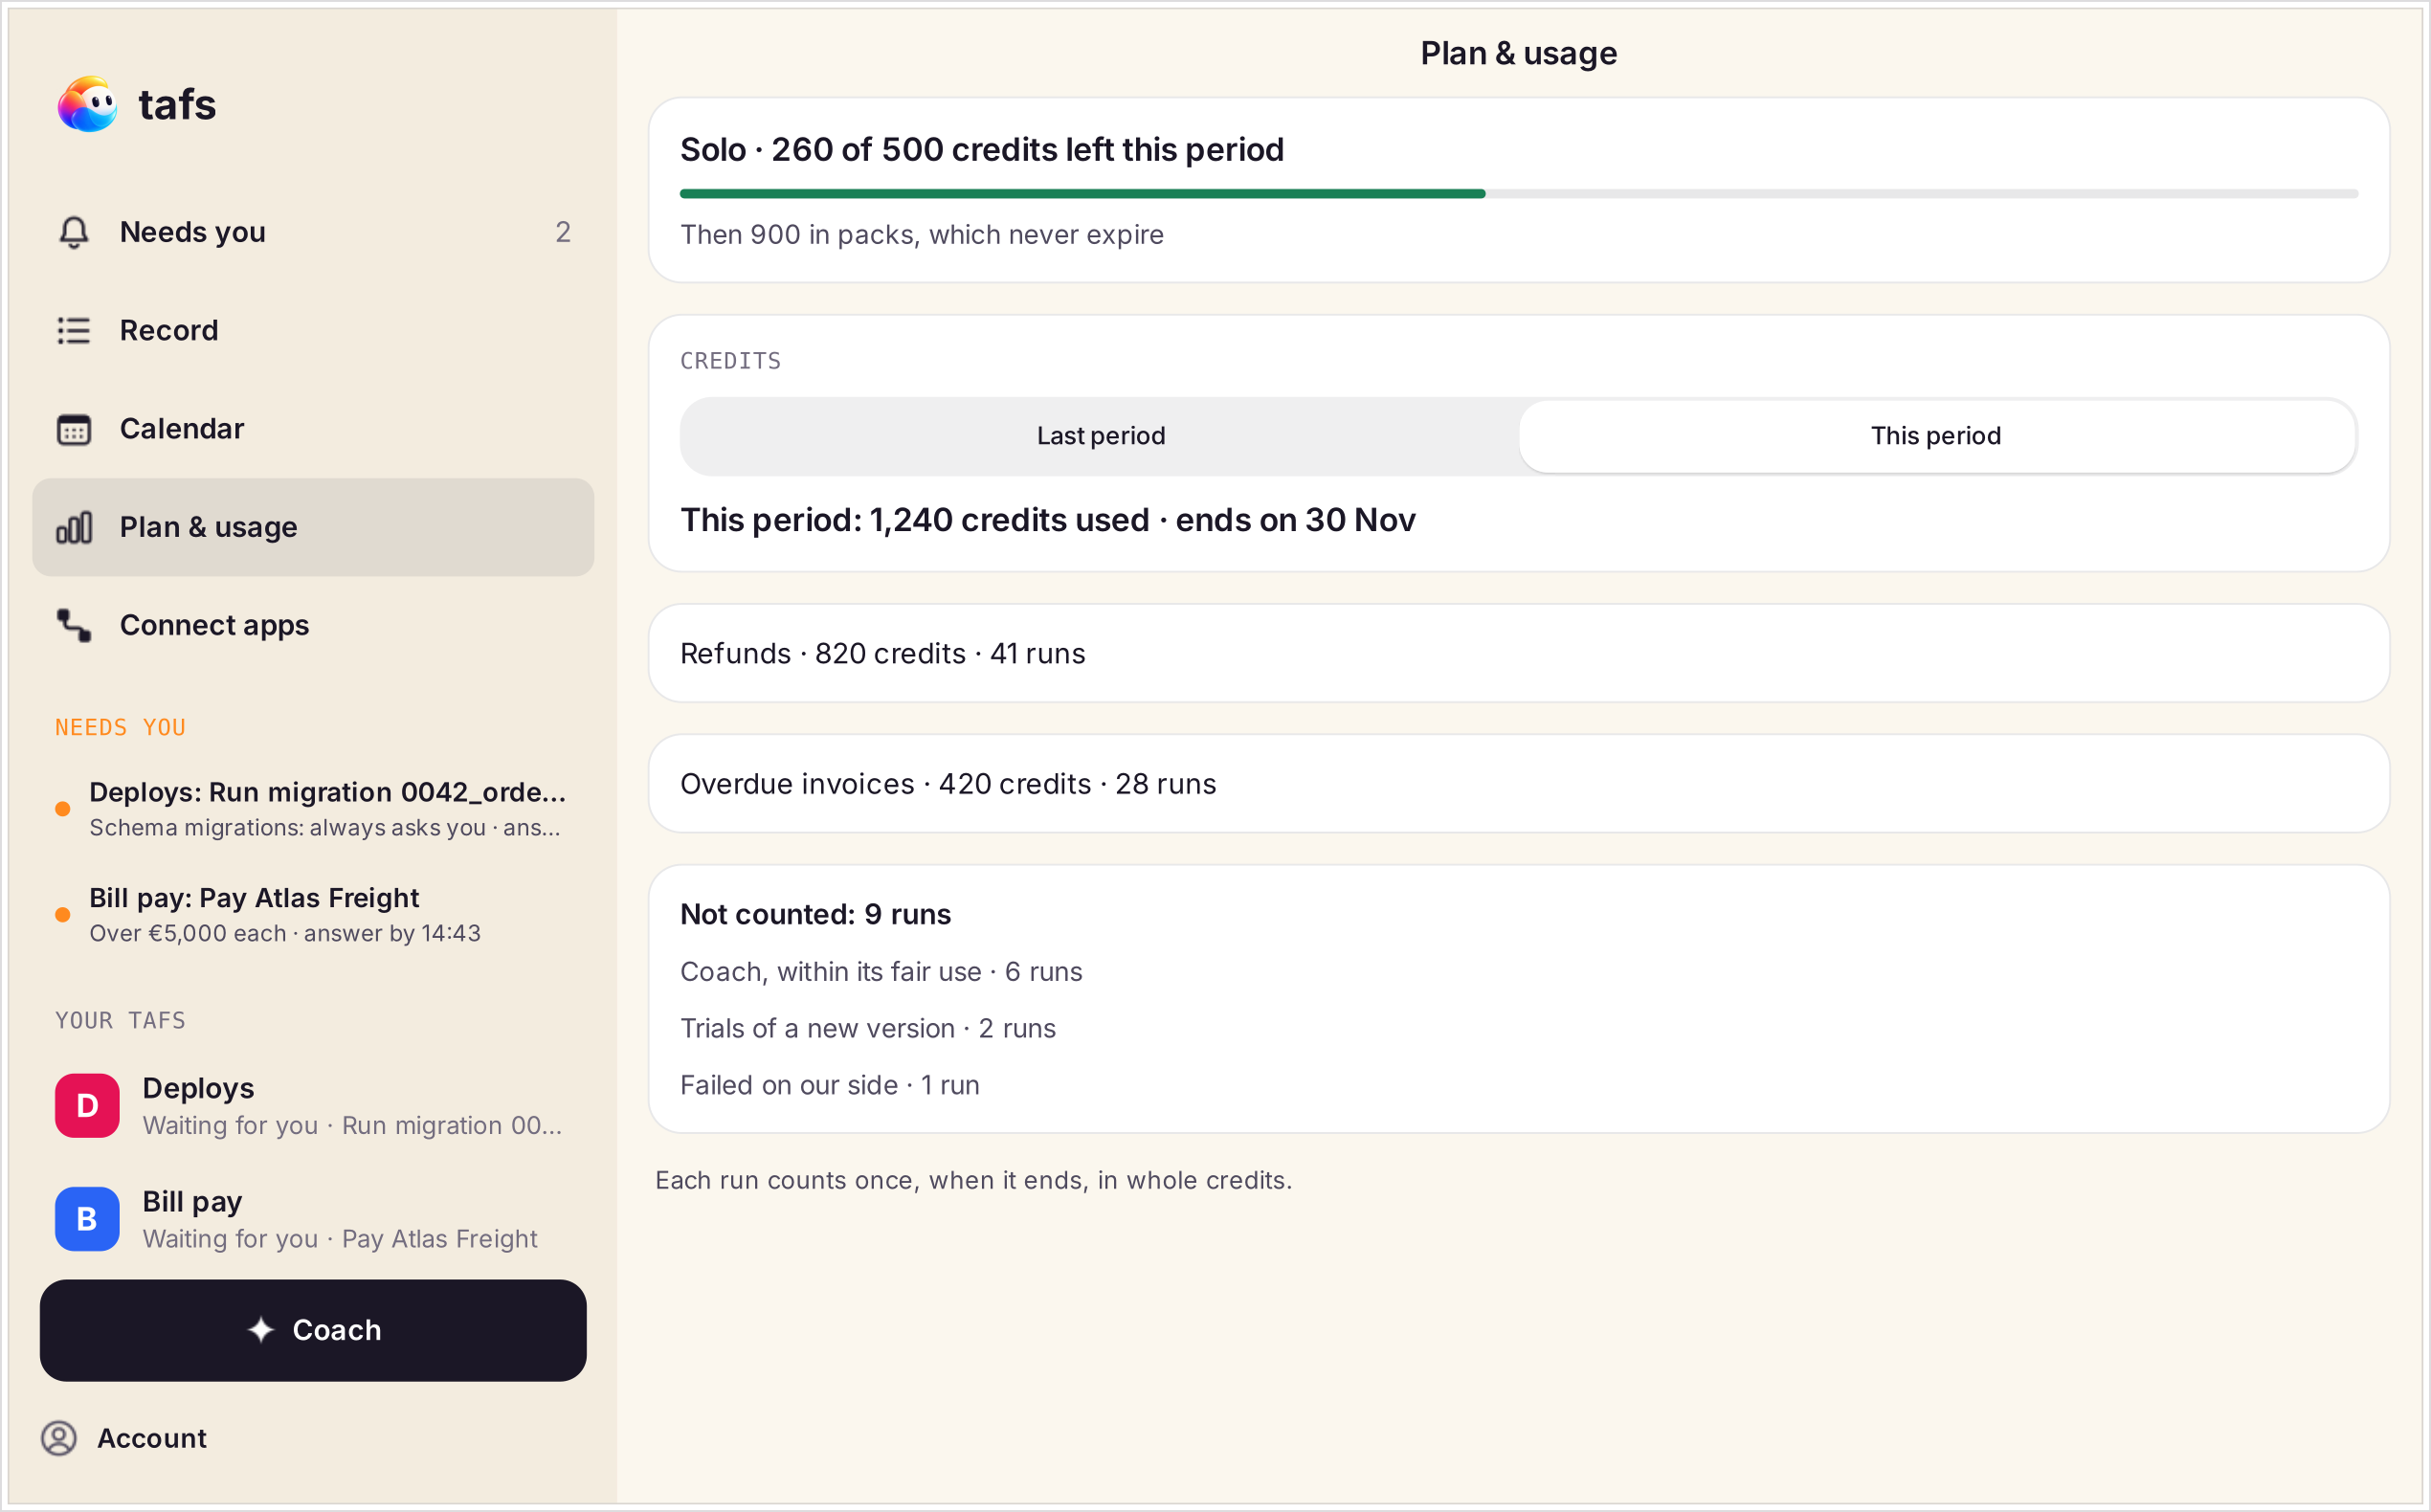 tafs
Needs you 2
Record
Calendar
Plan & usage
Connect apps
NEEDS YOU
Deploys: Run migration 0042_orde...
Schema migrations: always asks you · ans...
Bill pay: Pay Atlas Freight
Over €5,000 each · answer by 14:43
YOUR TAFS
D
Deploys
Waiting for you · Run migration 00...
B
Bill pay
Waiting for you · Pay Atlas Freight
Coach
Account
Plan & usage
Solo · 260 of 500 credits left this period
Then 900 in packs, which never expire
CREDITS
Last period
This period
This period: 1,240 credits used · ends on 30 Nov
Refunds · 820 credits · 41 runs
Overdue invoices · 420 credits · 28 runs
Not counted: 9 runs
Coach, within its fair use · 6 runs
Trials of a new version · 2 runs
Failed on our side · 1 run
Each run counts once, when it ends, in whole credits.